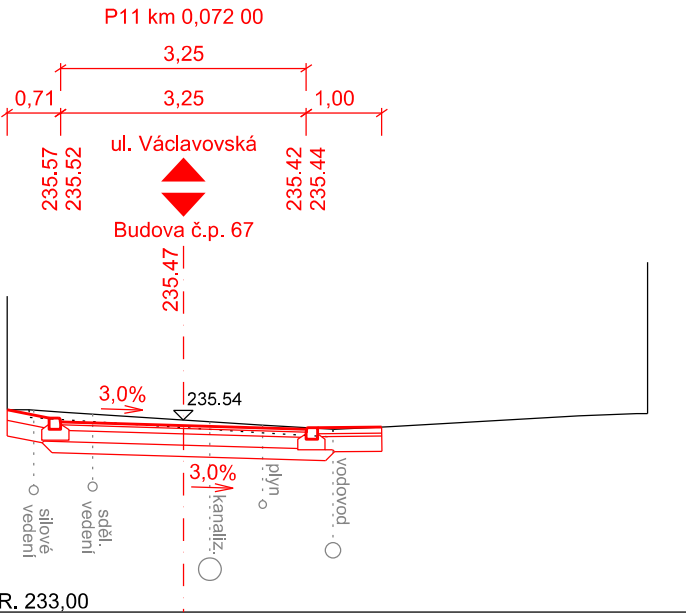 P11 km 0,072 00
3,25
0,71
3,25
1,00
235.57
235.52
ul. Václavovská
235.42
235.44
Budova č.p. 67
235.47
3,0%
235.54
3,0%
silové
vedení
sděl.
vedení
kanaliz.
plyn
vodovod
R. 233,00